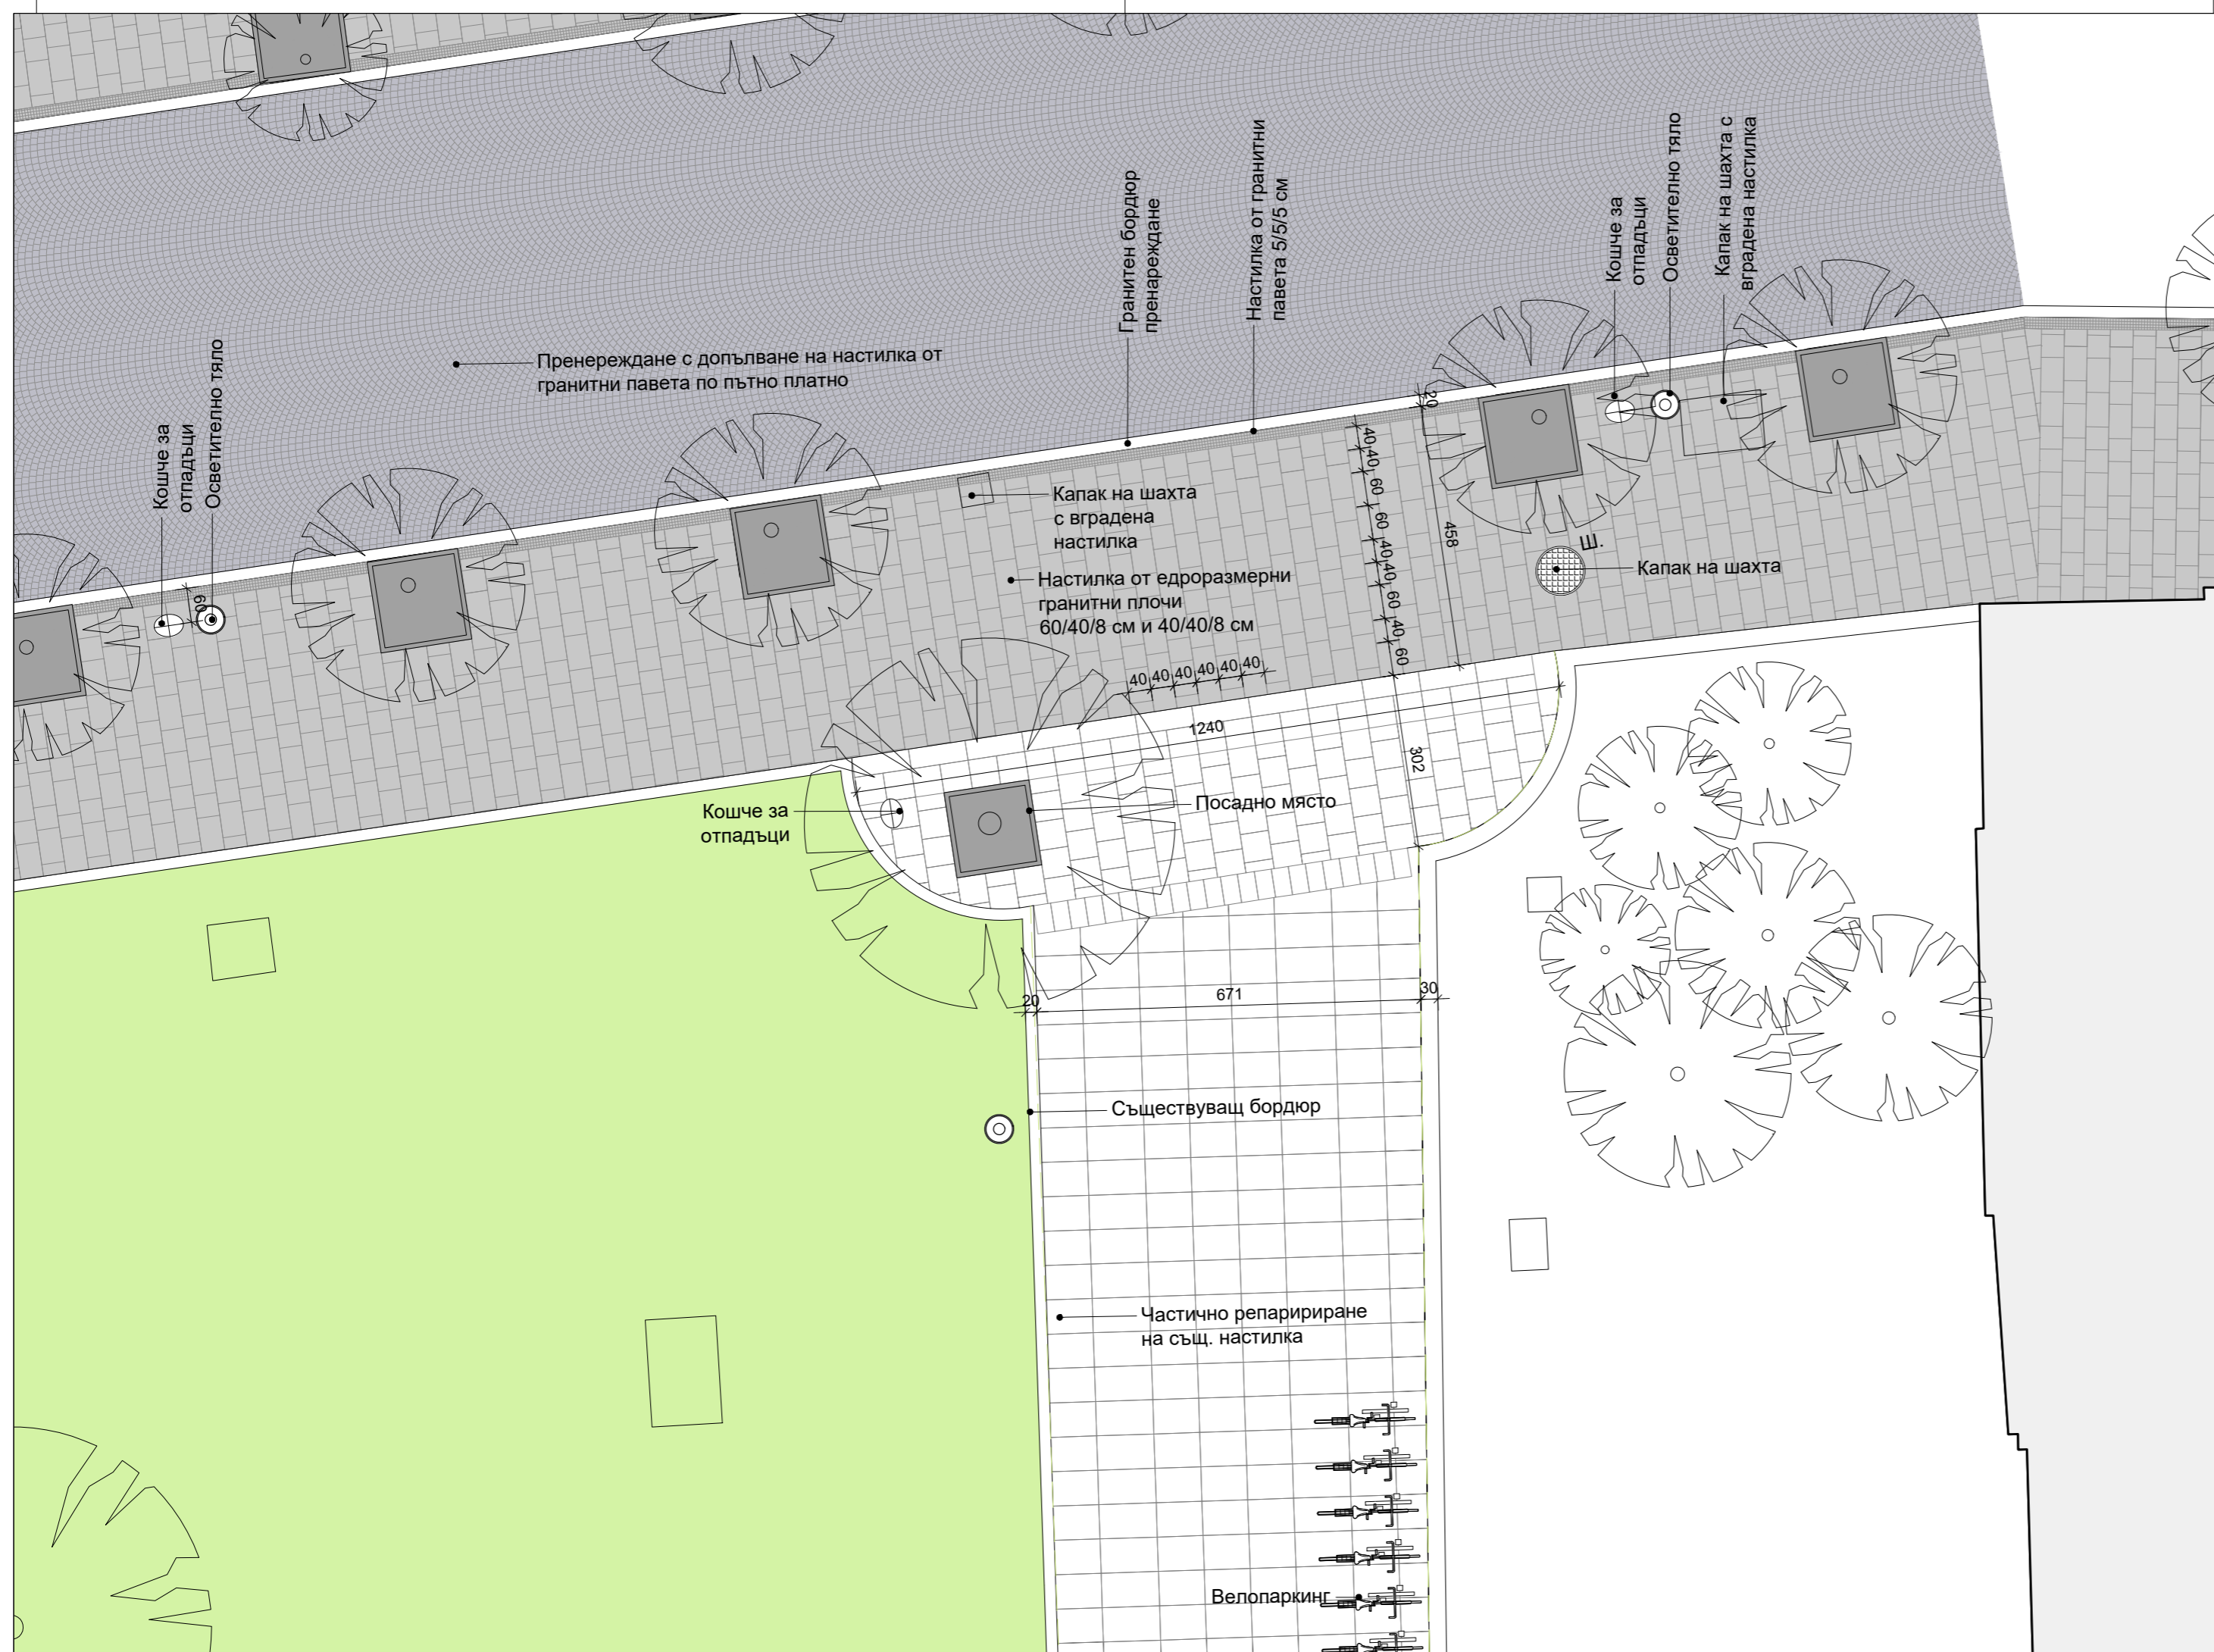 Кошче за
отпадъци
Осветително тяло
Пренереждане с допълване на настилка от
гранитни павета по пътно платно
Гранитен бордюр
пренареждане
Настилка от гранитни
павета 5/5/5 см
Кошче за
отпадъци
Осветително тяло
Капак на шахта с
вградена настилка
20
40
40
60
60
40
40
60
40
60
458
60
Капак на шахта
с вградена
настилка
Ш.
Капак на шахта
Настилка от едроразмерни
гранитни плочи
60/40/8 см и 40/40/8 см
40 40 40 40 40 40
1240
302
Кошче за
отпадъци
Посадно място
20
671
30
Съществуващ бордюр
Частично репаририране
на същ. настилка
Велопаркинг